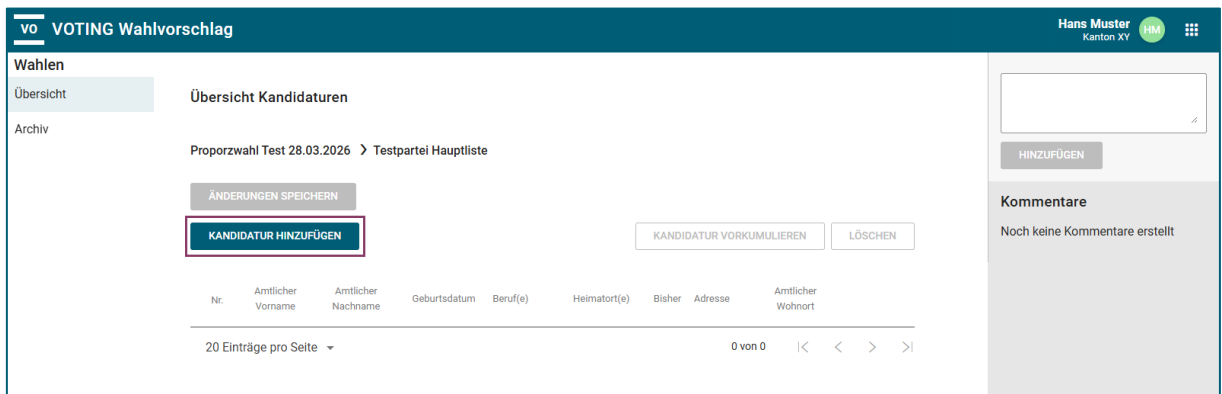 VO VOTING Wahlvorschlag
Hans Muster
Kanton XY
HM
Wahlen
Übersicht
Archiv
Übersicht Kandidaturen
Proporzwahl Test 28.03.2026 > Testpartei Hauptliste
ÄNDERUNGEN SPEICHERN
KANDIDATUR HINZUFÜGEN
KANDIDATUR VORKUMULIEREN
LÖSCHEN
Nr.
Amtlicher
Vorname
Amtlicher
Nachname
Geburtsdatum
Beruf(e)
Heimatort(e)
Bisher
Adresse
Amtlicher
Wohnort
20 Einträge pro Seite
0 von 0
HINZUFÜGEN
Kommentare
Noch keine Kommentare erstellt